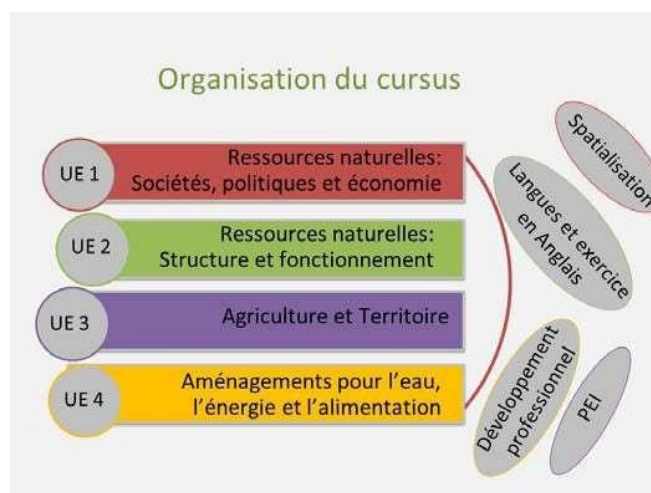 Organisation du cursus
UE 1
Ressources naturelles:
Sociétés, politiques et économie
UE 2
Ressources naturelles:
Structure et fonctionnement
UE 3
Agriculture et Territoire
UE 4
Aménagements pour l'eau,
l'énergie et l'alimentation
Spatialisation
Langues et exercice
en Anglais
Développement
professionnel
PEI